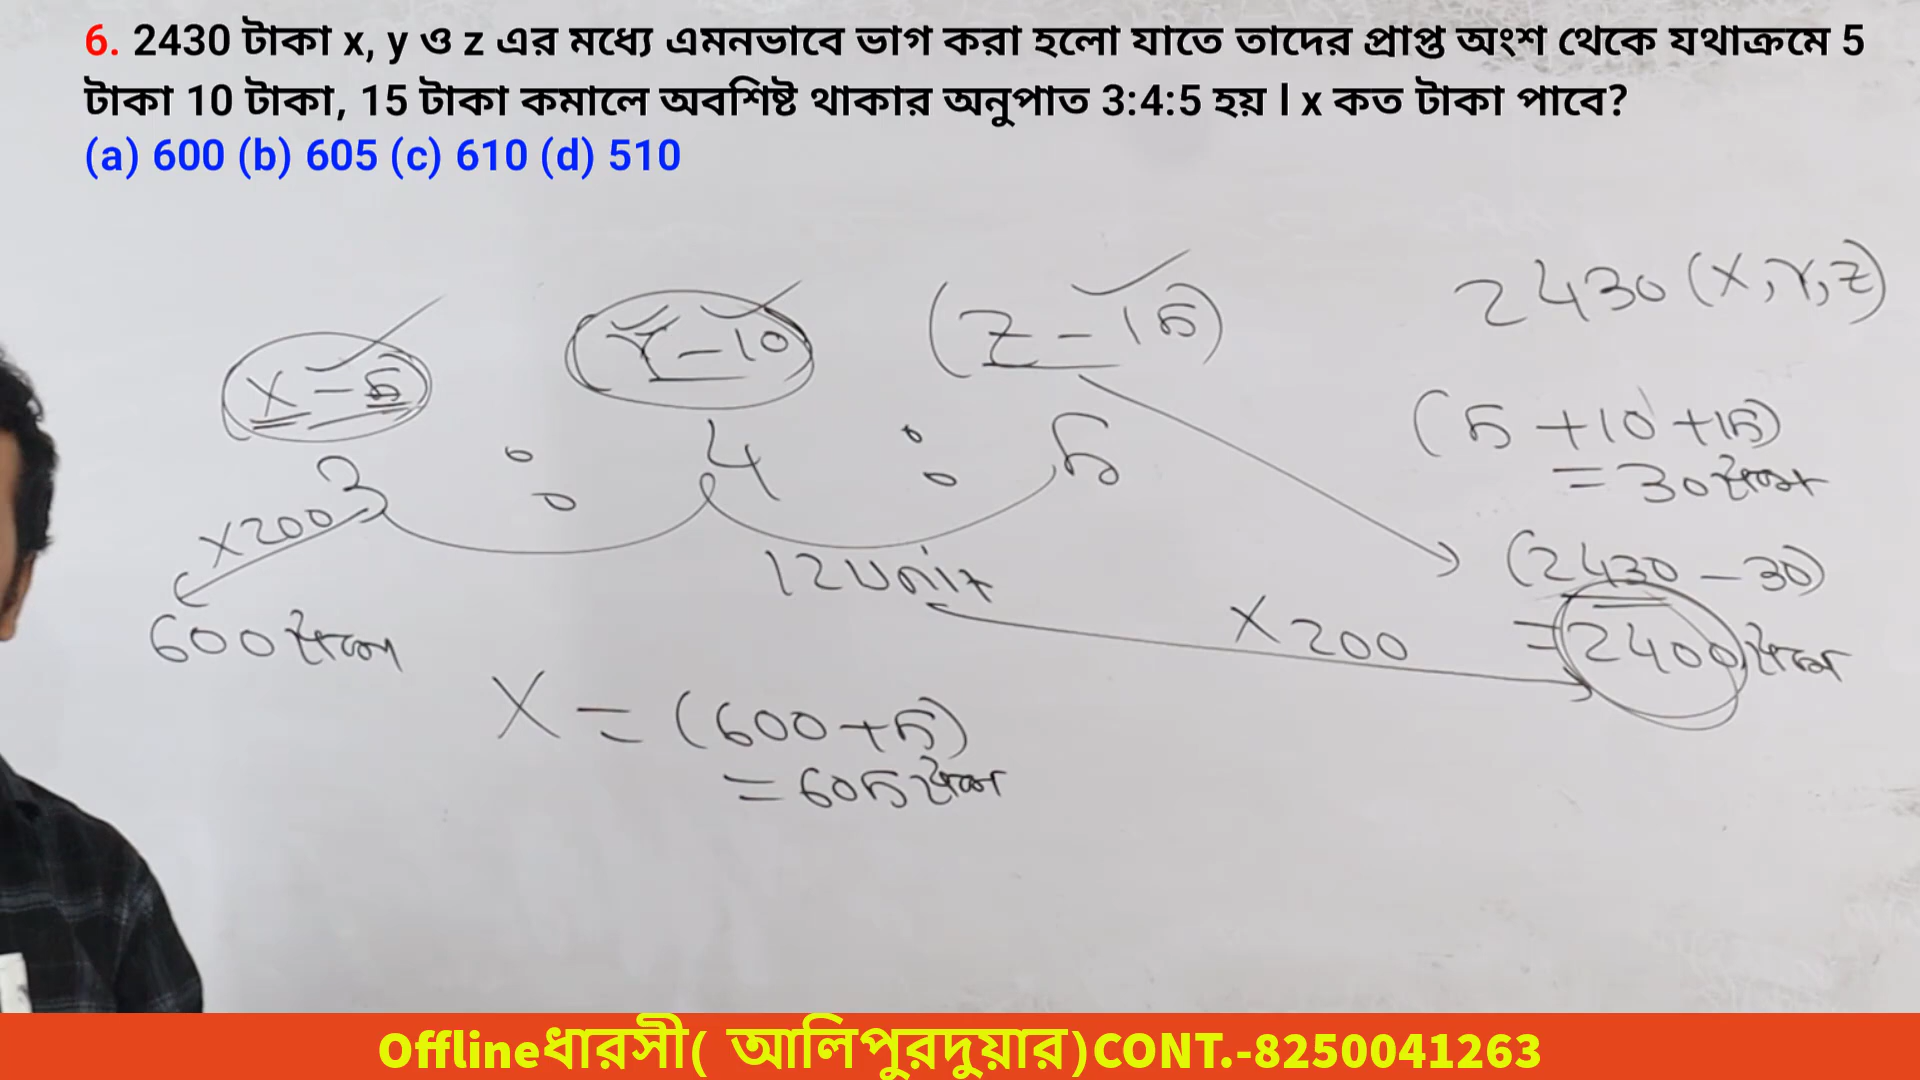 6. 2430 টাকা x, y ও z এর মধ্যে এমনভাবে ভাগ করা হলো যাতে তাদের প্রাপ্ত অংশ থেকে যথাক্রমে 5
টাকা 10 টাকা, 15 টাকা কমালে অবশিষ্ট থাকার অনুপাত 3:4:5 হয় l x কত টাকা পাবে?
(a) 600 (b) 605 (c) 610 (d) 510
2430 (X,Y,Z)
X - 5 Y - 10 (Z - 15)
3 : 4 : 5
(5 + 10 + 15)
= 30 টাকা
X200
12 Unit
(2430 - 30)
X 200
= 2400 টাকা
600 টাকা
X = (600 + 5)
= 605 টাকা
Offlineধারসী( আলিপুরদুয়ার)CONT.-8250041263